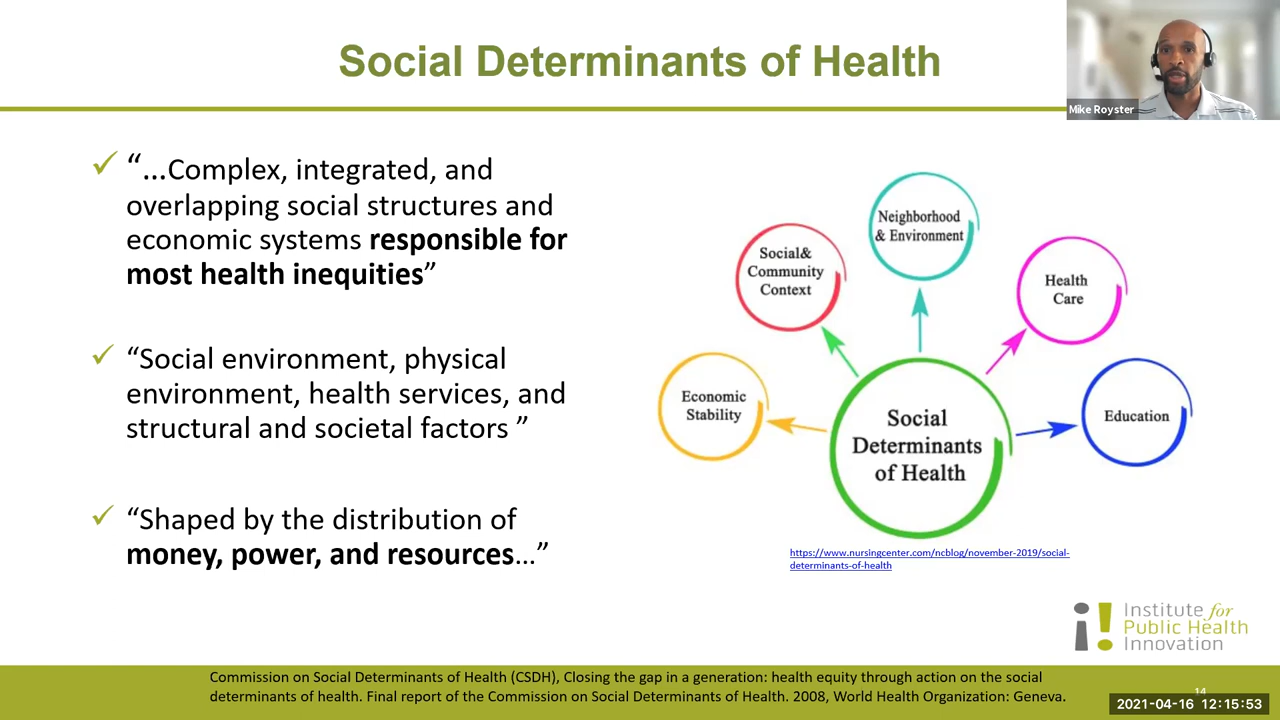 Social Determinants of Health
Mike Royster
“...Complex, integrated, and
overlapping social structures and
economic systems responsible for
most health inequities”
“Social environment, physical
environment, health services, and
structural and societal factors ”
“Shaped by the distribution of
money, power, and resources...”
Neighborhood
& Environment
Social&
Community
Context
Health
Care
Economic
Stability
Social
Determinants
of Health
Education
https://www.nursingcenter.com/ncblog/november-2019/social-
determinants-of-health
Institute for
Public Health
Innovation
Commission on Social Determinants of Health (CSDH), Closing the gap in a generation: health equity through action on the social
determinants of health. Final report of the Commission on Social Determinants of Health. 2008, World Health Organization: Geneva.
14
2021-04-16 12:15:53